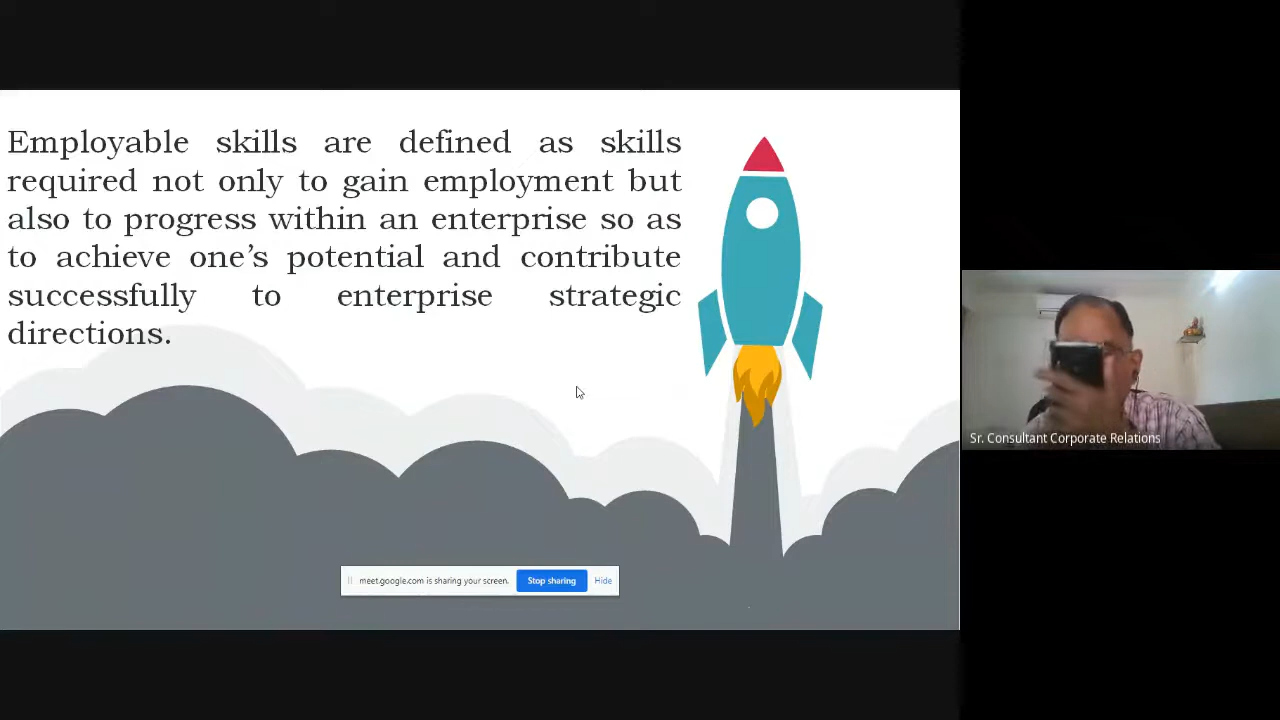 Employable skills are defined as skills
required not only to gain employment but
also to progress within an enterprise so as
to achieve one’s potential and contribute
successfully to enterprise strategic
directions.
meet.google.com is sharing your screen. Stop sharing Hide
Sr. Consultant Corporate Relations